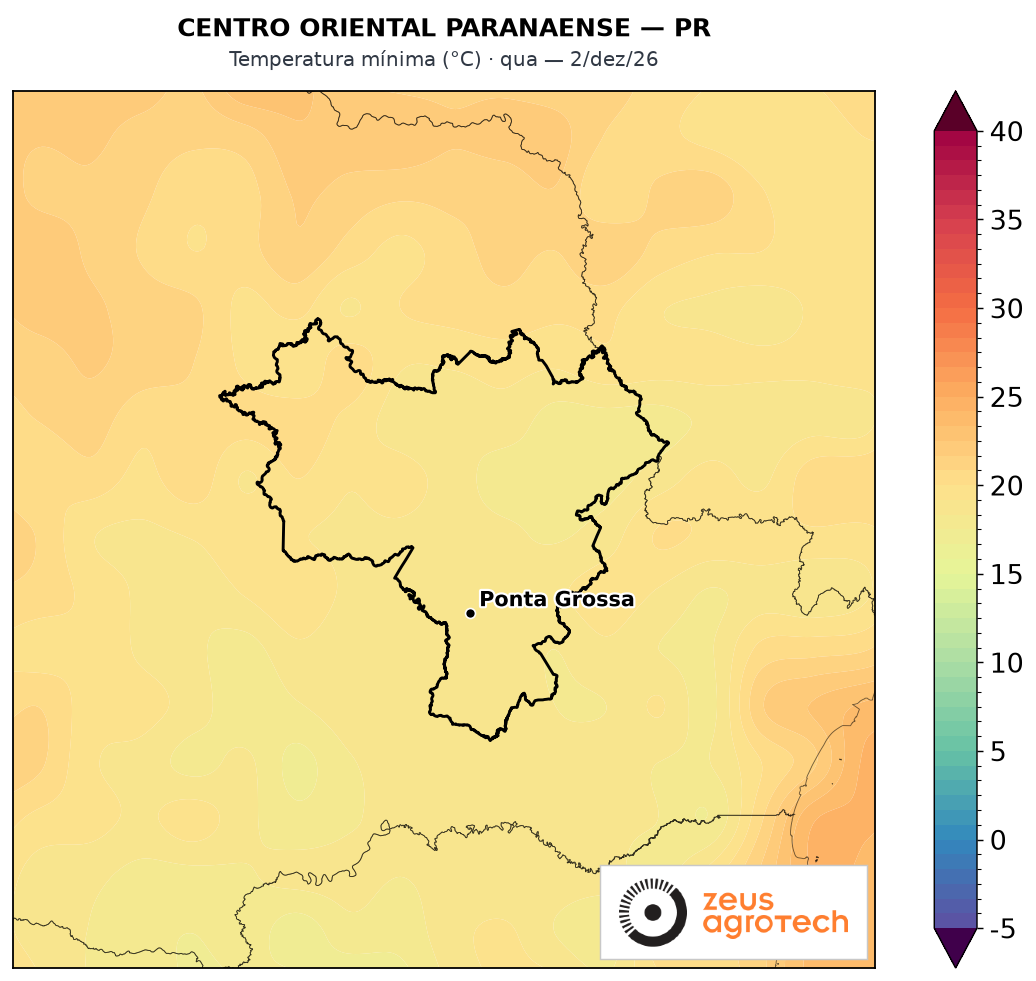 CENTRO ORIENTAL PARANAENSE — PR
Temperatura mínima (°C) · qua — 2/dez/26
40
35
30
25
20
15
10
5
0
-5
Ponta Grossa
zeus
agrotech